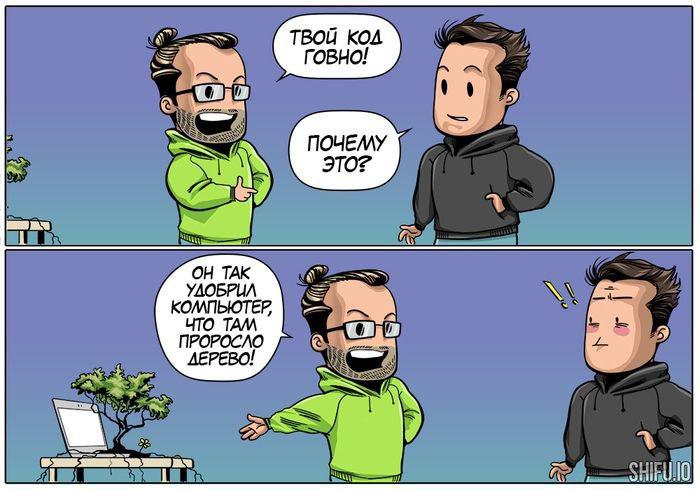 ТВОЙ КОД
ГОВНО!
ПОЧЕМУ
ЭТО?
ОН ТАК
УДОБРИЛ
КОМПЬЮТЕР,
ЧТО ТАМ
ПРОРОСЛО
ДЕРЕВО!
!!
SHIFU.IO